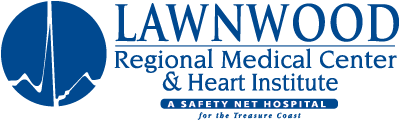 LAWNWOOD
Regional Medical Center
& Heart Institute
A SAFETY NET HOSPITAL
for the Treasure Coast